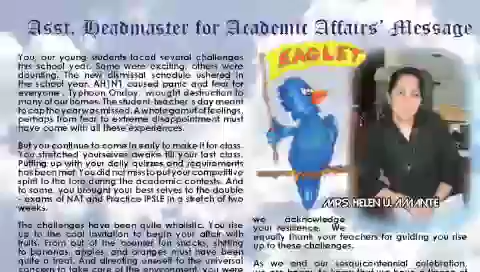 Asst. Headmaster for Academic Affairs' Message
You, our young students faced several challenges
this school year. Some were exciting, others were
daunting. The new dismissal schedule ushered in
the school year. AH1N1 caused panic and fear for
everyone. Typhoon Ondoy wrought destruction to
many of our homes. The student-teacher's day meant
to cap the year was missed. A whole gamut of feelings,
perhaps from fear to extreme disappointment must
have come with all these experiences.
But you continue to come in early to make it for class.
You stretched yourselves awake till your last class.
Putting up with your daily quizzes and requirements
has been met. You did not miss to put your competitive
spirit to the fore during the academic contests. And
to some, you brought your best selves to the double
- exams of NAT and Practice IPSLE in a stretch of two
weeks.
The challenges have been quite wholistic. You rise
up to the cool invitation to begin your affair with
fruits. From out of the counter fun snacks, shifting
to bananas, apples, and oranges must have been
quite a treat. And directing oneself to the universal
concern to take care of the environment, you were
EAGLET
MRS. HELEN U. AMANTE
we acknowledge
your resilience. We
equally thank your teachers for guiding you rise
up to these challenges.
As we end our sesquicentennial celebration,